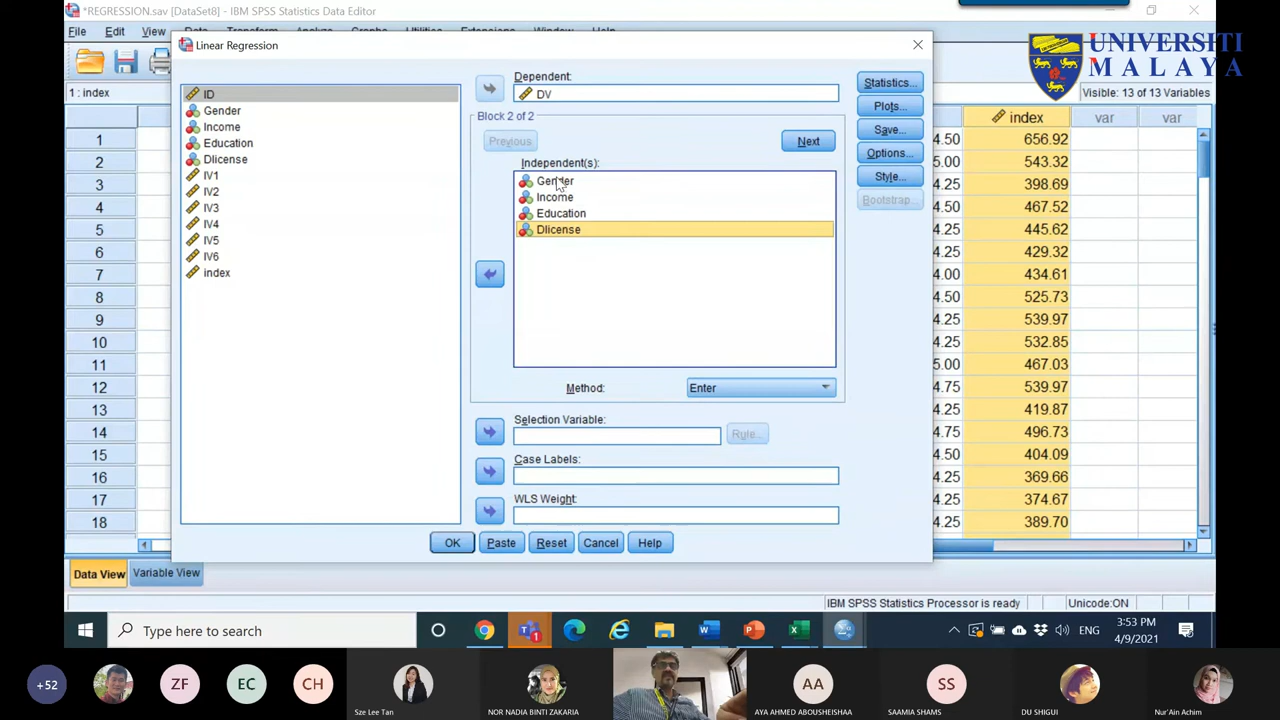 *REGRESSION.sav [DataSet8] - IBM SPSS Statistics Data Editor
File Edit View
Linear Regression
UNIVERSITI
MALAYA
1 : index
Visible: 13 of 13 Variables
ID
Gender
Income
Education
Dlicense
IV1
IV2
IV3
IV4
IV5
IV6
index
Dependent:
DV
Block 2 of 2
Previous
Next
Independent(s):
Gender
Income
Education
Dlicense
Method:
Enter
Selection Variable:
Rule...
Case Labels:
WLS Weight:
OK
Paste
Reset
Cancel
Help
Statistics...
Plots...
Save...
Options...
Style...
Bootstrap...
index var var
1 4.50 656.92
2 5.00 543.32
3 4.25 398.69
4 4.50 467.52
5 4.25 445.62
6 4.25 429.32
7 4.00 434.61
8 4.50 525.73
9 4.25 539.97
10 4.25 532.85
11 5.00 467.03
12 4.75 539.97
13 4.25 419.87
14 4.75 496.73
15 4.25 404.09
16 4.25 369.66
17 4.25 374.67
18 4.25 389.70
Data View Variable View
IBM SPSS Statistics Processor is ready
Unicode:ON
Type here to search
1
ENG
3:53 PM
4/9/2021
+52
ZF
EC
CH
Sze Lee Tan
NOR NADIA BINTI ZAKARIA
AA
AYA AHMED ABOUSHEISHAA
SS
SAAMIA SHAMS
DU SHIGUI
Nur'Ain Achim